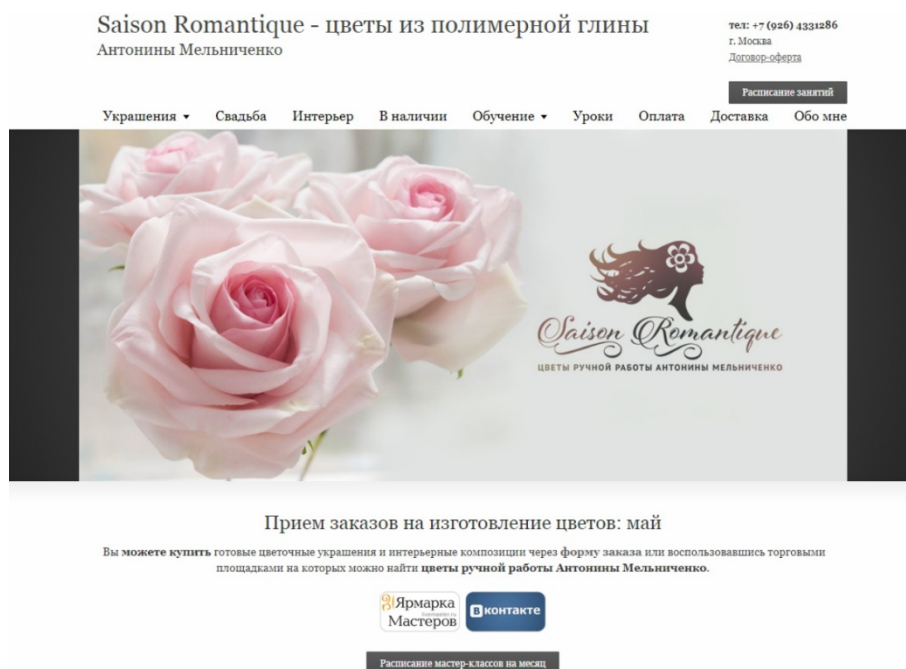 Saison Romantique - цветы из полимерной глины
Антонины Мельниченко
тел: +7 (926) 4331286
г. Москва
Договор-оферта
Расписание занятий
Украшения ▼ Свадьба Интерьер В наличии Обучение ▼ Уроки Оплата Доставка Обо мне
Saison Romantique
ЦВЕТЫ РУЧНОЙ РАБОТЫ АНТОНИНЫ МЕЛЬНИЧЕНКО
Прием заказов на изготовление цветов: май
Вы можете купить готовые цветочные украшения и интерьерные композиции через форму заказа или воспользовавшись торговыми
площадками на которых можно найти цветы ручной работы Антонины Мельниченко.
Ярмарка
Мастеров
В контакте
Расписание мастер-классов на месяц